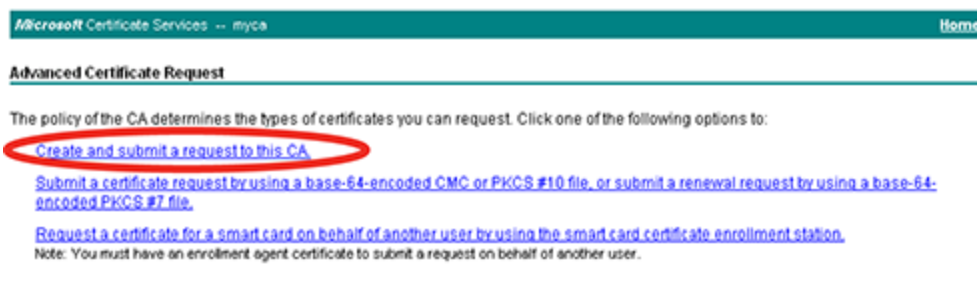 Microsoft Certificate Services -- myca Home
Advanced Certificate Request
The policy of the CA determines the types of certificates you can request. Click one of the following options to:
Create and submit a request to this CA.
Submit a certificate request by using a base-64-encoded CMC or PKCS #10 file, or submit a renewal request by using a base-64-
encoded PKCS #7 file.
Request a certificate for a smart card on behalf of another user by using the smart card certificate enrollment station.
Note: You must have an enrollment agent certificate to submit a request on behalf of another user.